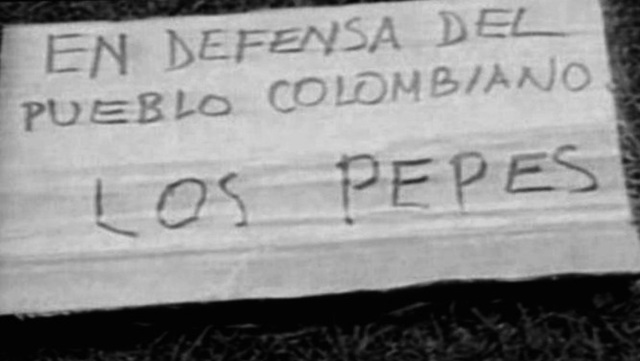 EN DEFENSA DEL
PUEBLO COLOMBIANO.
LOS PEPES